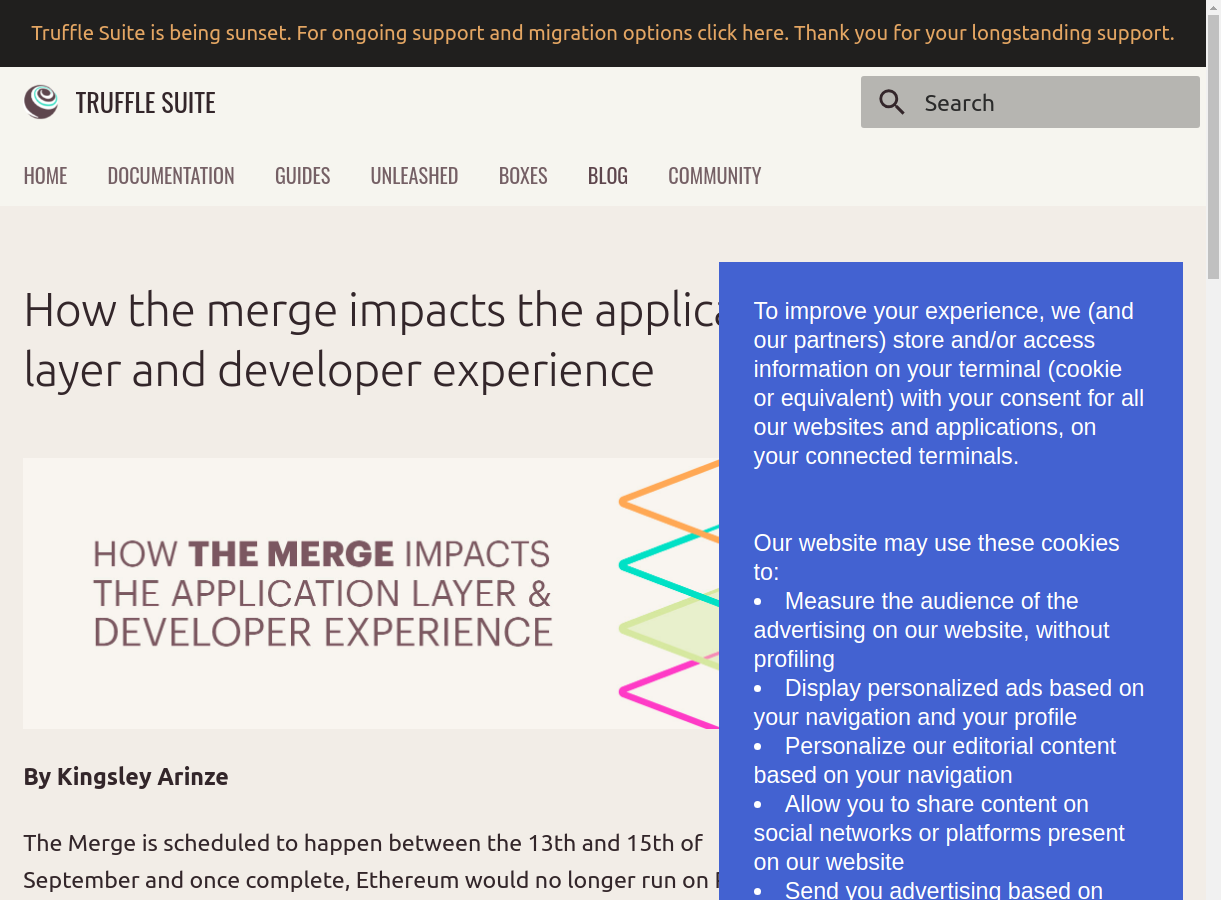 Truffle Suite is being sunset. For ongoing support and migration options click here. Thank you for your longstanding support.
TRUFFLE SUITE
Search
HOME DOCUMENTATION GUIDES UNLEASHED BOXES BLOG COMMUNITY
How the merge impacts the
layer and developer experience
HOW THE MERGE IMPACTS
THE APPLICATION LAYER &
DEVELOPER EXPERIENCE
By Kingsley Arinze
The Merge is scheduled to happen between the 13th and 15th of
September and once complete, Ethereum would no longer run on
To improve your experience, we (and
our partners) store and/or access
information on your terminal (cookie
or equivalent) with your consent for all
our websites and applications, on
your connected terminals.
Our website may use these cookies
to:
• Measure the audience of the
advertising on our website, without
profiling
• Display personalized ads based on
your navigation and your profile
• Personalize our editorial content
based on your navigation
• Allow you to share content on
social networks or platforms present
on our website
• Send you advertising based on